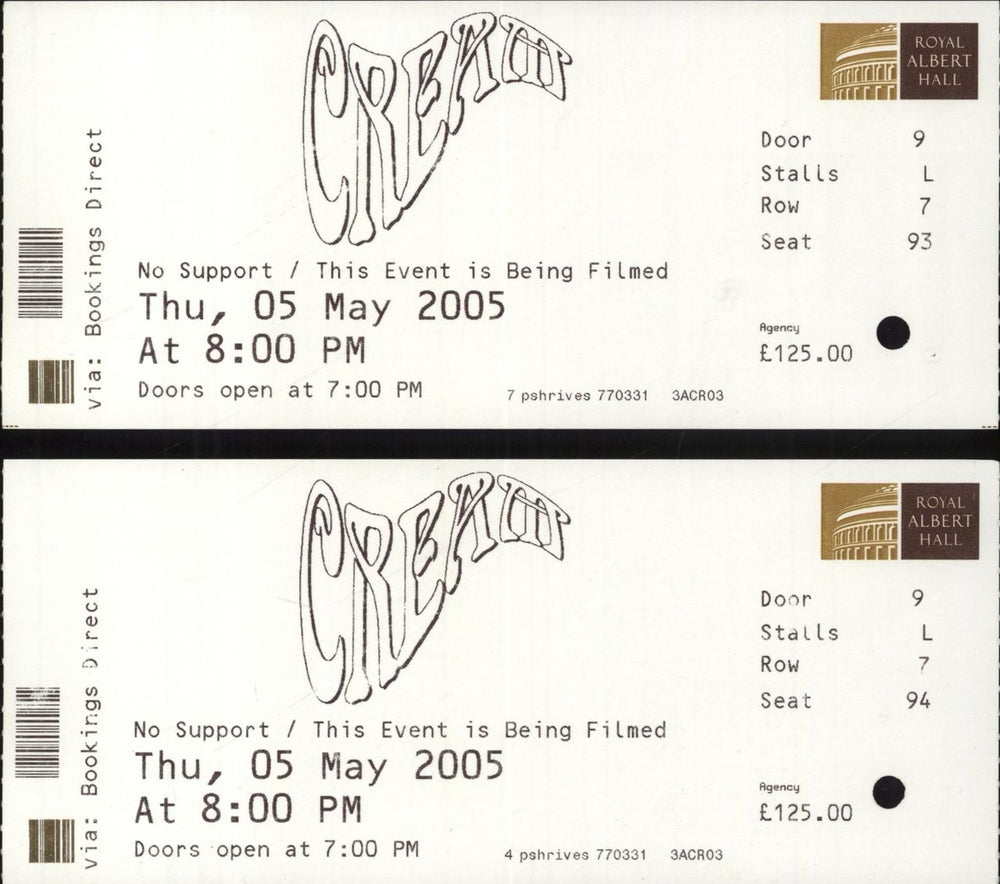 CREAM
ROYAL
ALBERT
HALL
Door 9
Stalls L
Row 7
Seat 93
via: Bookings Direct
No Support / This Event is Being Filmed
Thu, 05 May 2005
At 8:00 PM
Doors open at 7:00 PM
7 pshrives 770331 3ACR03
Agency
£125.00
CREAM
ROYAL
ALBERT
HALL
Door 9
Stalls L
Row 7
Seat 94
via: Bookings Direct
No Support / This Event is Being Filmed
Thu, 05 May 2005
At 8:00 PM
Doors open at 7:00 PM
4 pshrives 770331 3ACR03
Agency
£125.00